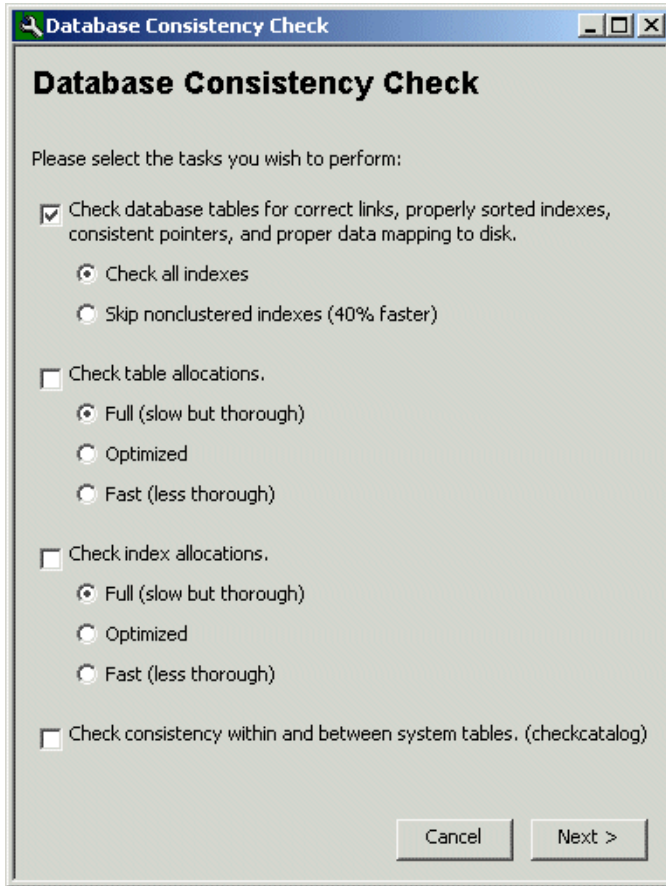 Database Consistency Check
Database Consistency Check
Please select the tasks you wish to perform:
Check database tables for correct links, properly sorted indexes,
consistent pointers, and proper data mapping to disk.
Check all indexes
Skip nonclustered indexes (40% faster)
Check table allocations.
Full (slow but thorough)
Optimized
Fast (less thorough)
Check index allocations.
Full (slow but thorough)
Optimized
Fast (less thorough)
Check consistency within and between system tables. (checkcatalog)
Cancel
Next >